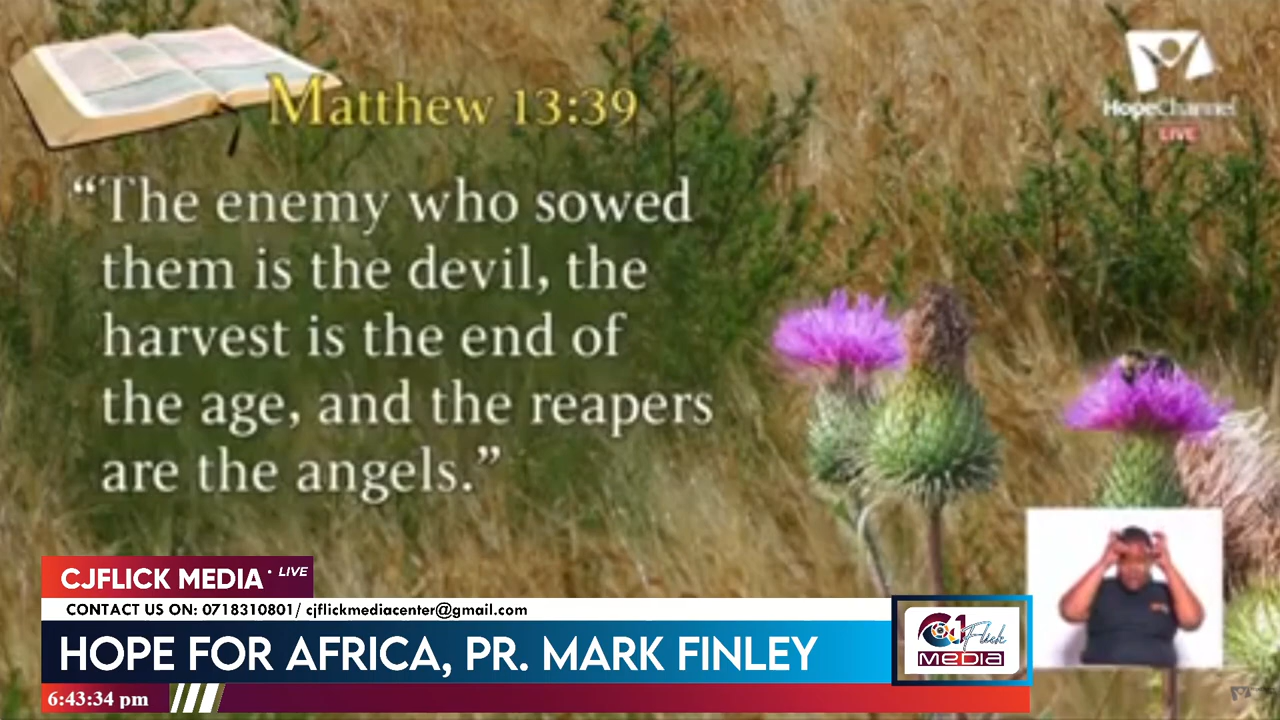 Matthew 13:39
HopeChannel
LIVE
“The enemy who sowed
them is the devil, the
harvest is the end of
the age, and the reapers
are the angels.”
CJFLICK MEDIA • LIVE
CONTACT US ON: 0718310801/ cjflickmediacenter@gmail.com
HOPE FOR AFRICA, PR. MARK FINLEY
Flick
MEDIA
6:43:34 pm